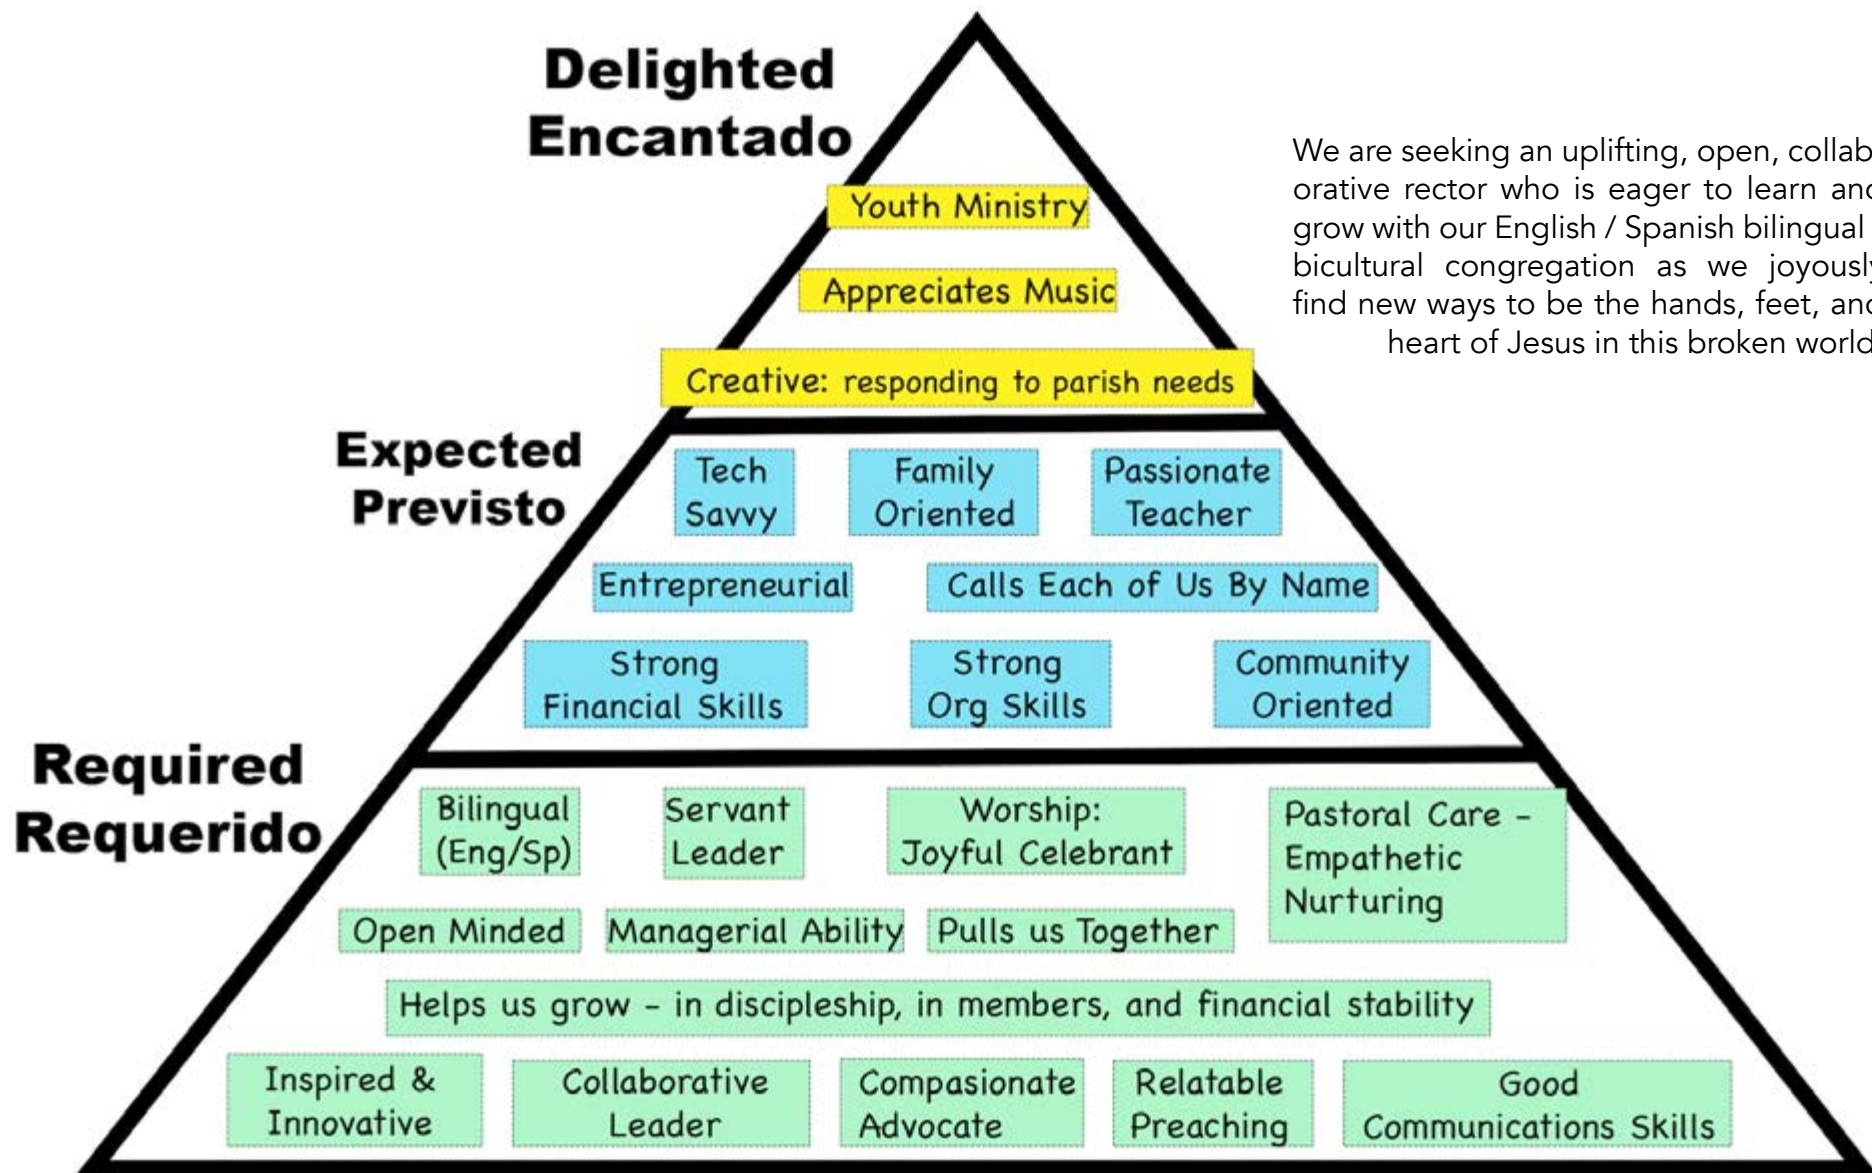 Delighted
Encantado
Youth Ministry
Appreciates Music
Creative: responding to parish needs
We are seeking an uplifting, open, collab
orative rector who is eager to learn and
grow with our English / Spanish bilingual
bicultural congregation as we joyously
find new ways to be the hands, feet, and
heart of Jesus in this broken world
Expected
Previsto
Tech
Savvy
Family
Oriented
Passionate
Teacher
Entrepreneurial
Calls Each of Us By Name
Strong
Financial Skills
Strong
Org Skills
Community
Oriented
Required
Requerido
Bilingual
(Eng/Sp)
Servant
Leader
Worship:
Joyful Celebrant
Pastoral Care -
Empathetic
Nurturing
Open Minded
Managerial Ability
Pulls us Together
Helps us grow - in discipleship, in members, and financial stability
Inspired &
Innovative
Collaborative
Leader
Compasionate
Advocate
Relatable
Preaching
Good
Communications Skills